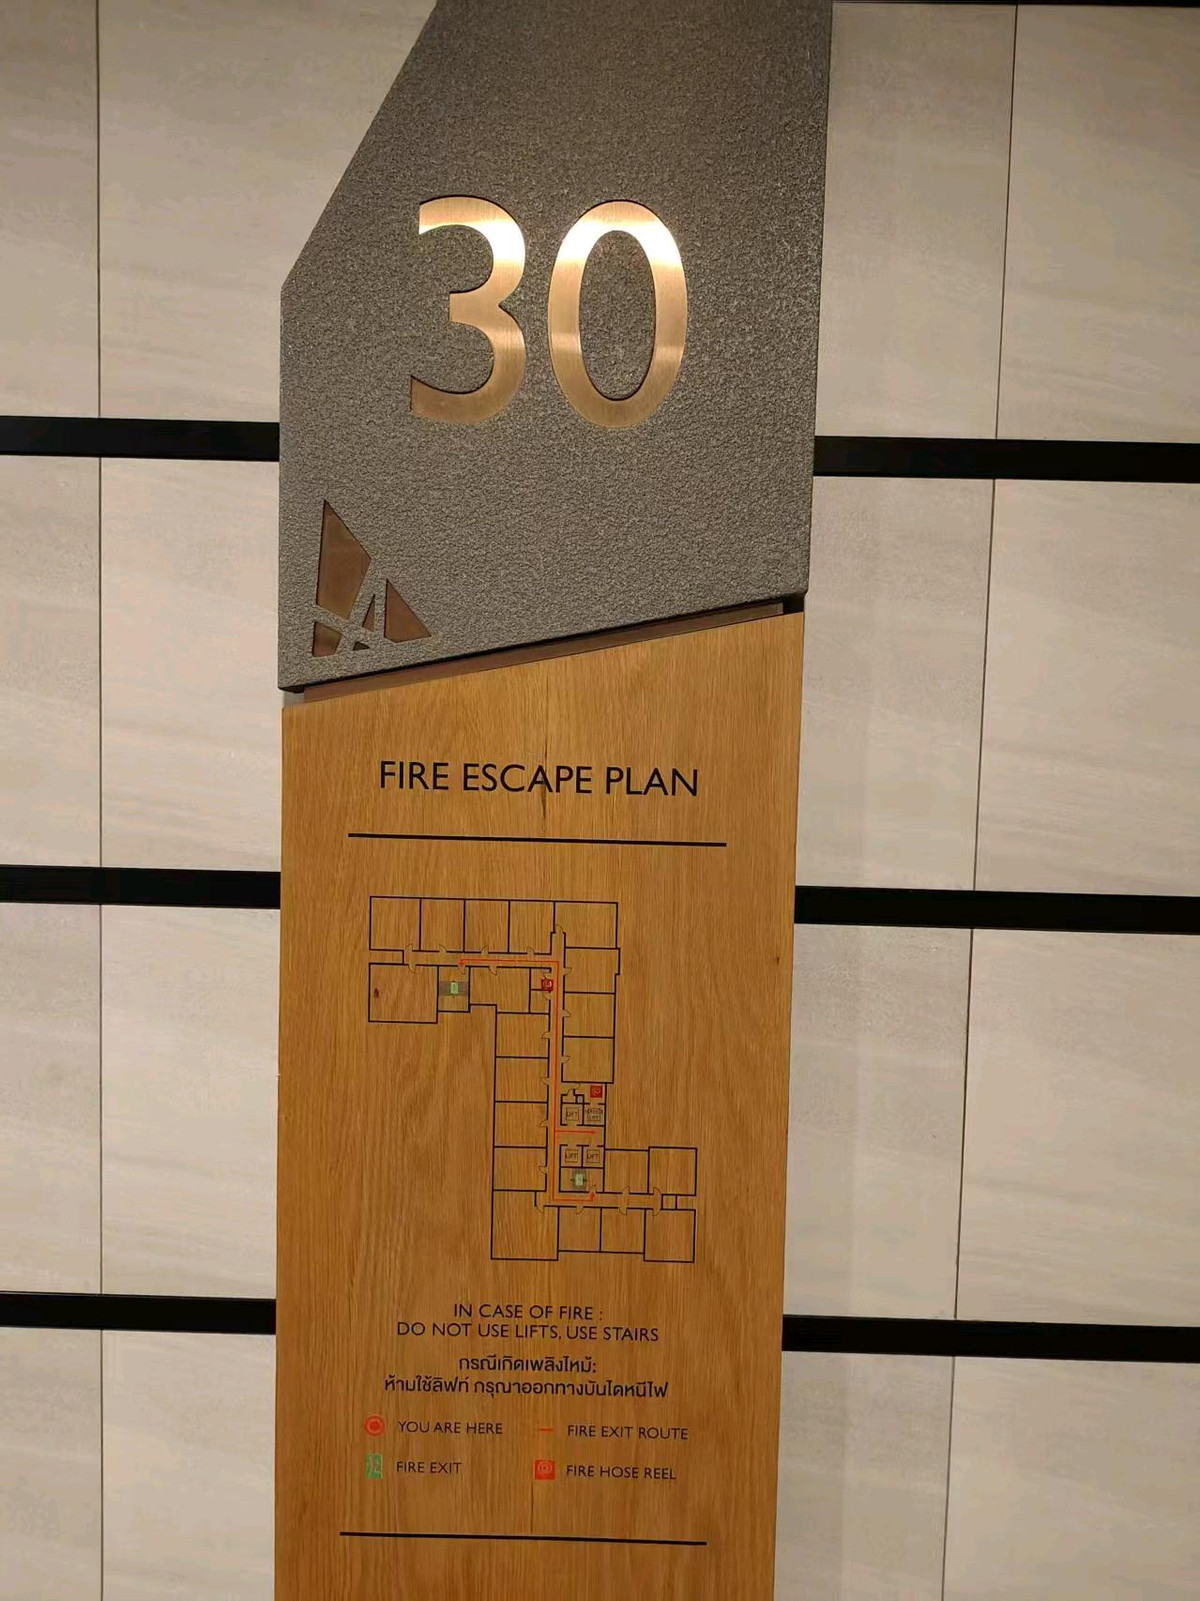 30
FIRE ESCAPE PLAN
LIFT
LIFT
LIFT
IN CASE OF FIRE :
DO NOT USE LIFTS, USE STAIRS
กรณีเกิดเพลิงไหม้:
ห้ามใช้ลิฟท์ กรุณาออกทางบันไดหนีไฟ
YOU ARE HERE
FIRE EXIT ROUTE
FIRE EXIT
FIRE HOSE REEL